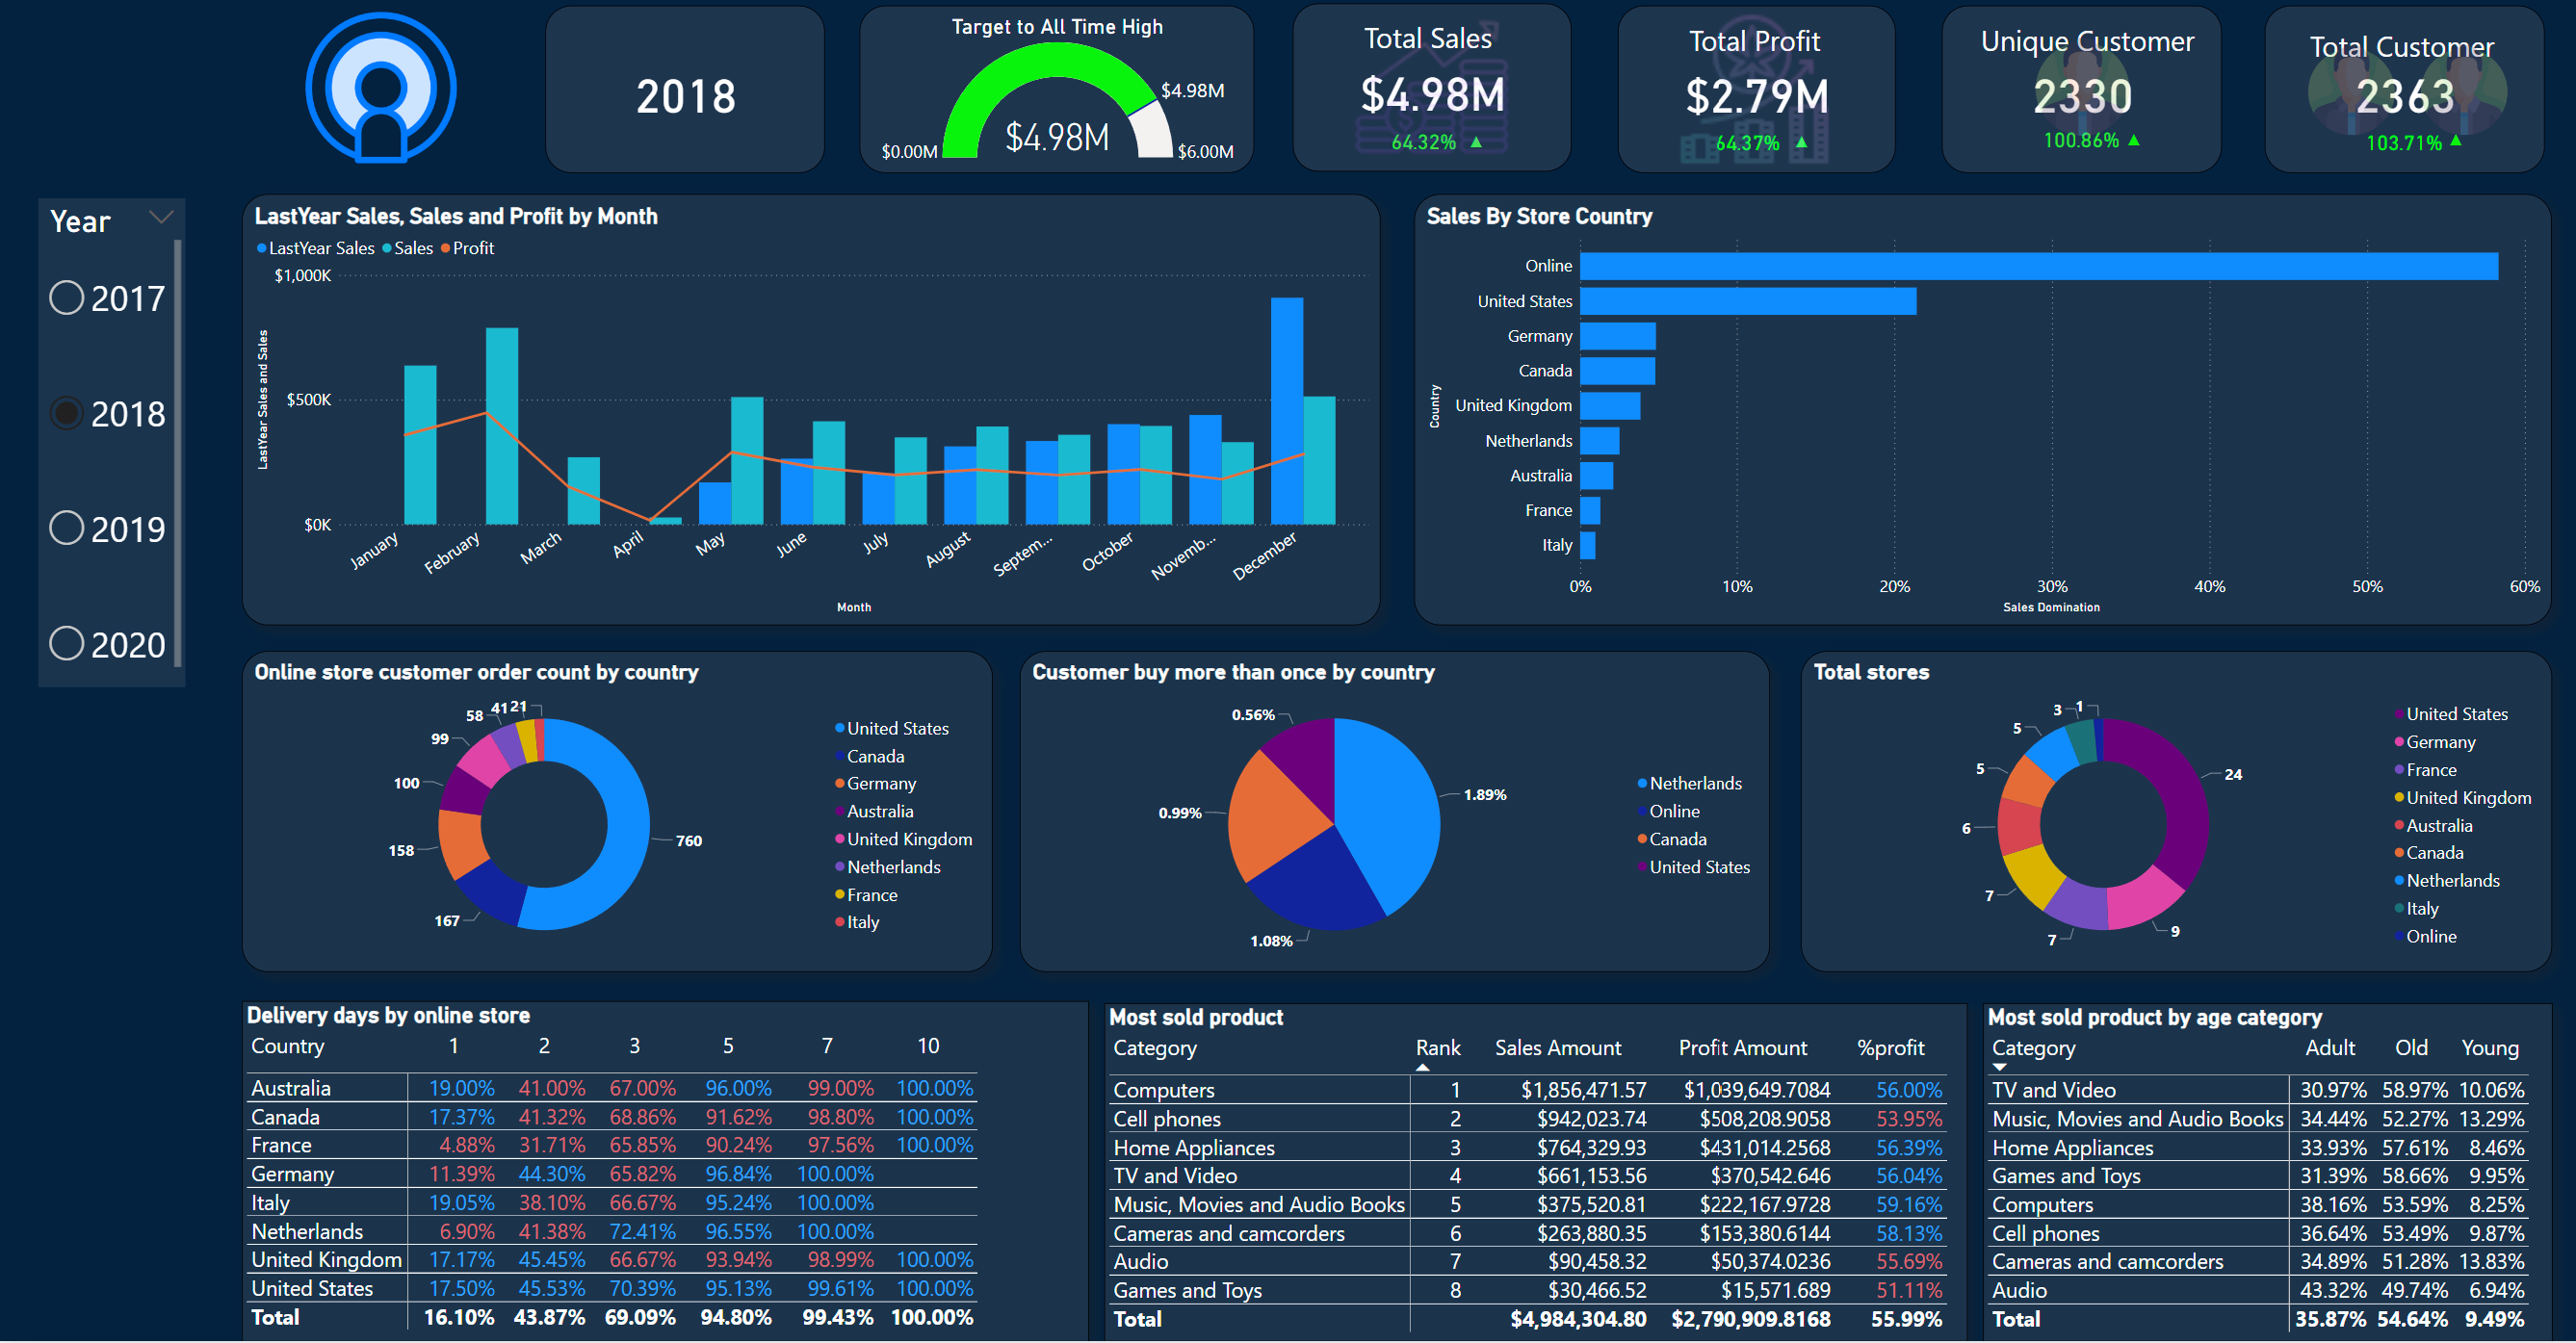 2018
Target to All Time High
$4.98M
$4.98M
$0.00M
$6.00M
Total Sales
$4.98M
64.32% ▲
Total Profit
$2.79M
64.37% ▲
Unique Customer
2330
100.86% ▲
Total Customer
2363
103.71% ▲
Year
2017
2018
2019
2020
LastYear Sales, Sales and Profit by Month
LastYear Sales Sales Profit
LastYear Sales and Sales
$1,000K
$500K
$0K
January
February
March
April
May
June
July
August
Septem...
October
Novemb...
December
Month
Sales By Store Country
Country
Online
United States
Germany
Canada
United Kingdom
Netherlands
Australia
France
Italy
0% 10% 20% 30% 40% 50% 60%
Sales Domination
Online store customer order count by country
760
167
158
100
99
58
41
21
United States
Canada
Germany
Australia
United Kingdom
Netherlands
France
Italy
Customer buy more than once by country
1.89%
1.08%
0.99%
0.56%
Netherlands
Online
Canada
United States
Total stores
24
9
7
7
6
5
5
3
1
United States
Germany
France
United Kingdom
Australia
Canada
Netherlands
Italy
Online
Delivery days by online store
Country 1 2 3 5 7 10
Australia 19.00% 41.00% 67.00% 96.00% 99.00% 100.00%
Canada 17.37% 41.32% 68.86% 91.62% 98.80% 100.00%
France 4.88% 31.71% 65.85% 90.24% 97.56% 100.00%
Germany 11.39% 44.30% 65.82% 96.84% 100.00%
Italy 19.05% 38.10% 66.67% 95.24% 100.00%
Netherlands 6.90% 41.38% 72.41% 96.55% 100.00%
United Kingdom 17.17% 45.45% 66.67% 93.94% 98.99% 100.00%
United States 17.50% 45.53% 70.39% 95.13% 99.61% 100.00%
Total 16.10% 43.87% 69.09% 94.80% 99.43% 100.00%
Most sold product
Category Rank Sales Amount Profit Amount %profit
Computers 1 $1,856,471.57 $1,039,649.7084 56.00%
Cell phones 2 $942,023.74 $508,208.9058 53.95%
Home Appliances 3 $764,329.93 $431,014.2568 56.39%
TV and Video 4 $661,153.56 $370,542.646 56.04%
Music, Movies and Audio Books 5 $375,520.81 $222,167.9728 59.16%
Cameras and camcorders 6 $263,880.35 $153,380.6144 58.13%
Audio 7 $90,458.32 $50,374.0236 55.69%
Games and Toys 8 $30,466.52 $15,571.689 51.11%
Total $4,984,304.80 $2,790,909.8168 55.99%
Most sold product by age category
Category Adult Old Young
TV and Video 30.97% 58.97% 10.06%
Music, Movies and Audio Books 34.44% 52.27% 13.29%
Home Appliances 33.93% 57.61% 8.46%
Games and Toys 31.39% 58.66% 9.95%
Computers 38.16% 53.59% 8.25%
Cell phones 36.64% 53.49% 9.87%
Cameras and camcorders 34.89% 51.28% 13.83%
Audio 43.32% 49.74% 6.94%
Total 35.87% 54.64% 9.49%